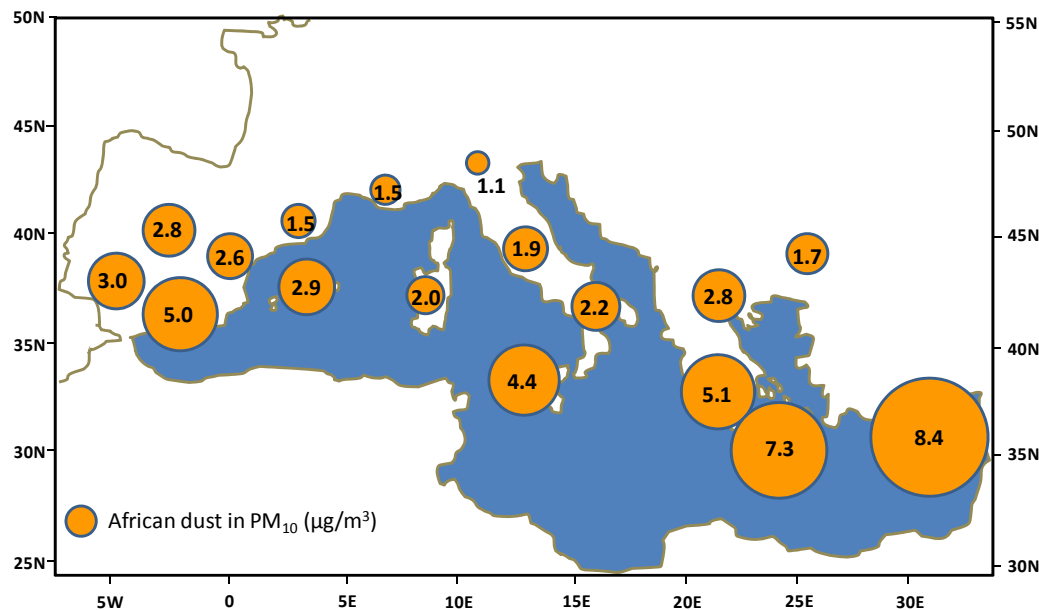 50N
55N
45N
50N
1.1
1.5
40N
2.8
1.5
45N
2.6
1.9
1.7
3.0
2.9
2.0
2.8
5.0
2.2
35N
40N
4.4
5.1
30N
7.3
8.4
35N
African dust in PM₁₀ (µg/m³)
25N
30N
5W 0 5E 10E 15E 20E 25E 30E